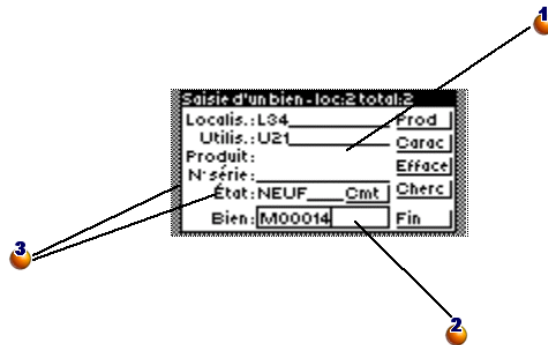 1
Saisie d'un bien - loc:2 total:2
Localis.:L34 Prod
Utilis.:U21 Carac
Produit:
Efface
N°série:
État:NEUF Cmt Cherc
Bien:M00014 Fin
3
2